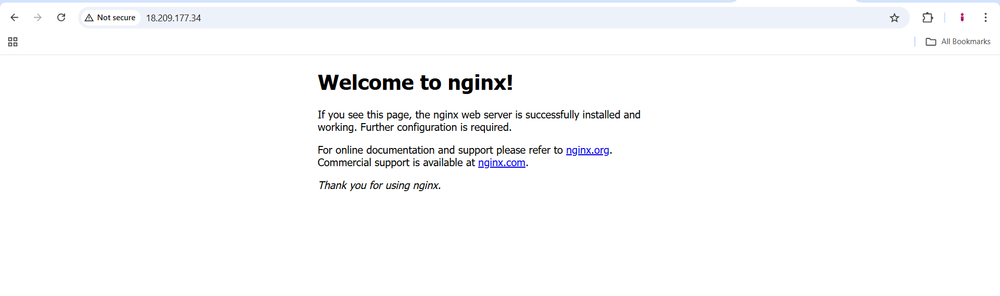 Not secure
18.209.177.34
All Bookmarks
Welcome to nginx!
If you see this page, the nginx web server is successfully installed and
working. Further configuration is required.
For online documentation and support please refer to nginx.org.
Commercial support is available at nginx.com.
Thank you for using nginx.